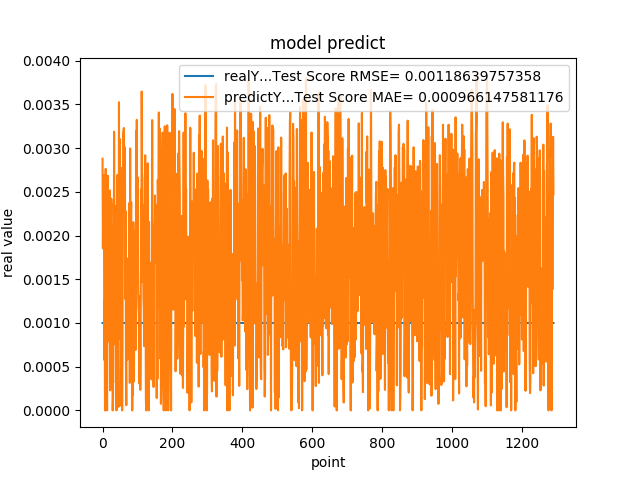 model predict
realY...Test Score RMSE= 0.00118639757358
predictY...Test Score MAE= 0.000966147581176
0.0040
0.0035
0.0030
0.0025
0.0020
0.0015
0.0010
0.0005
0.0000
real value
0 200 400 600 800 1000 1200
point